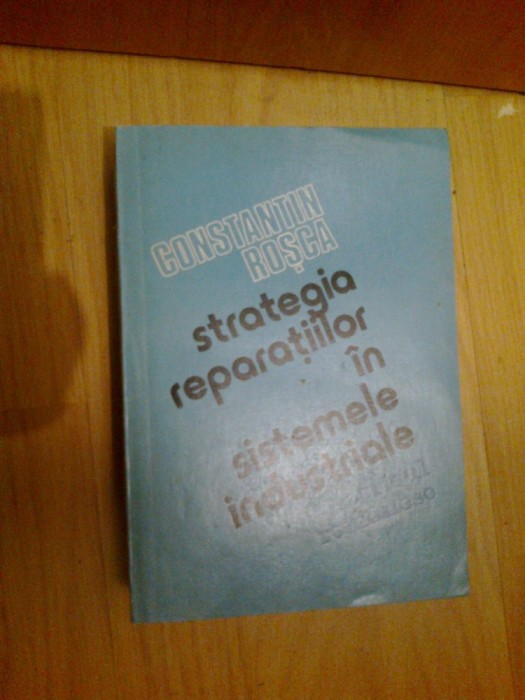 CONSTANTIN
ROȘCA
strategia
reparațiilor
în
sistemele
industriale